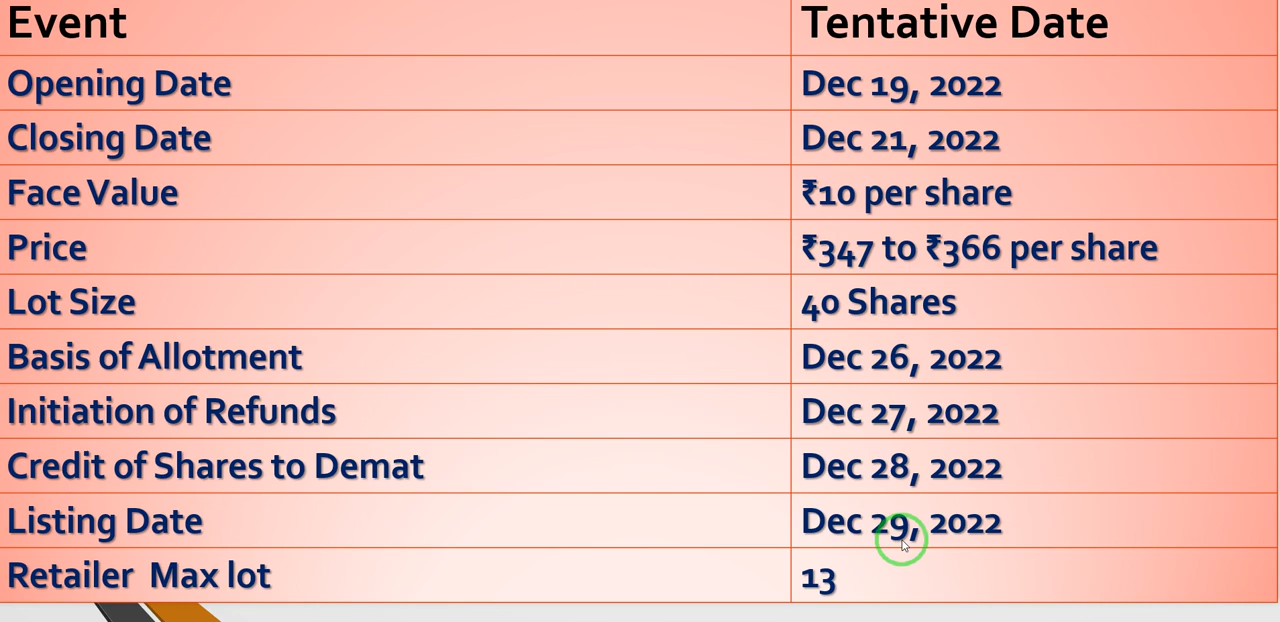 Event Tentative Date
Opening Date Dec 19, 2022
Closing Date Dec 21, 2022
Face Value ₹10 per share
Price ₹347 to ₹366 per share
Lot Size 40 Shares
Basis of Allotment Dec 26, 2022
Initiation of Refunds Dec 27, 2022
Credit of Shares to Demat Dec 28, 2022
Listing Date Dec 29, 2022
Retailer Max lot 13